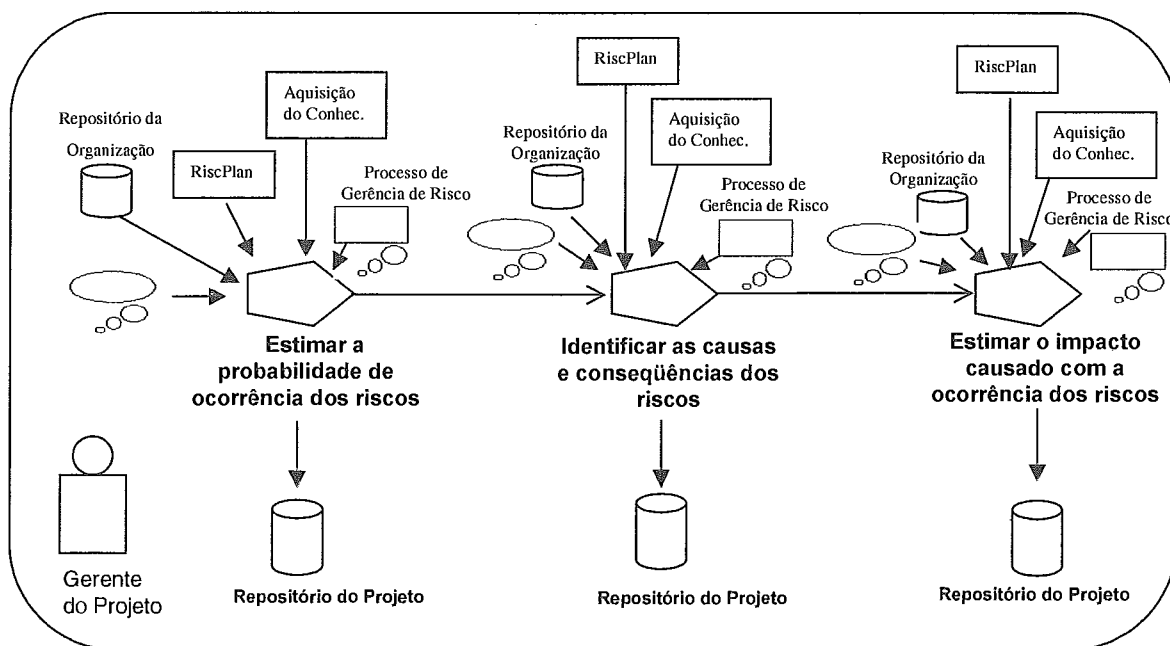 Repositório da
Organização
RiscPlan
Aquisição
do Conhec.
Processo de
Gerência de Risco
Estimar a
probabilidade de
ocorrência dos riscos
Repositório do Projeto
RiscPlan
Repositório da
Organização
Aquisição
do Conhec.
Processo de
Gerência de Risco
Identificar as causas
e conseqüências dos
riscos
Repositório do Projeto
RiscPlan
Repositório da
Organização
Aquisição
do Conhec.
Processo de
Gerência de Risco
Estimar o impacto
causado com a
ocorrência dos riscos
Repositório do Projeto
Gerente
do Projeto